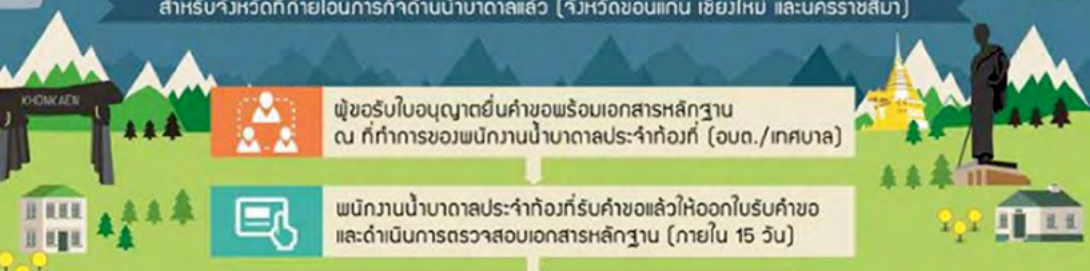 สำหรับจังหวัดที่ถ่ายโอนภารกิจด้านน้ำบาดาลแล้ว (จังหวัดขอนแก่น เชียงใหม่ และนครราชสีมา)
KHONKAEN
ผู้ขอรับใบอนุญาตยื่นคำขอพร้อมเอกสารหลักฐาน
ณ ที่ทำการของพนักงานน้ำบาดาลประจำท้องที่ (อบต./เทศบาล)
พนักงานน้ำบาดาลประจำท้องที่รับคำขอแล้วให้ออกใบรับคำขอ
และดำเนินการตรวจสอบเอกสารหลักฐาน (ภายใน 15 วัน)